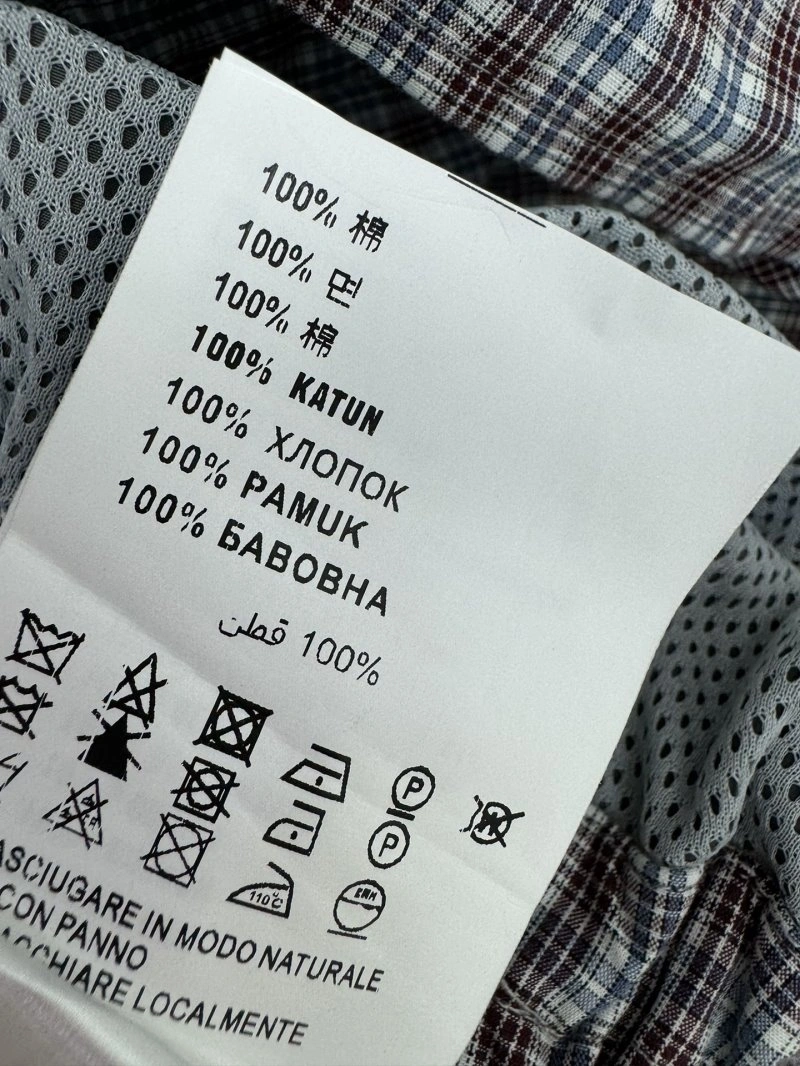 100% 棉
100% 면
100% 棉
100% KATUN
100% ХЛОПОК
100% PAMUK
100% БАВОВНА
100% قطن
P
P
110°C
ASCIUGARE IN MODO NATURALE
CON PANNO
LOCALMENTE